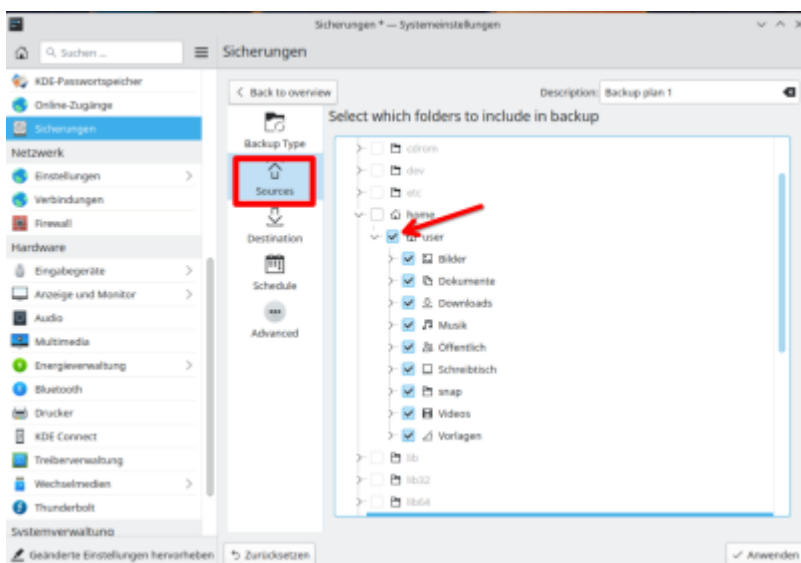 Sicherungen * — Systemeinstellungen
Suchen ...
Sicherungen
KDE-Passwortspeicher
Online-Zugänge
Sicherungen
Netzwerk
Einstellungen
Verbindungen
Firewall
Hardware
Eingabegeräte
Anzeige und Monitor
Audio
Multimedia
Energieverwaltung
Bluetooth
Drucker
KDE Connect
Treiberverwaltung
Wechselmedien
Thunderbolt
Systemverwaltung
Geänderte Einstellungen hervorheben
Back to overview
Description: Backup plan 1
Backup Type
Sources
Destination
Schedule
Advanced
Select which folders to include in backup
cdrom
dev
etc
home
user
Bilder
Dokumente
Downloads
Musik
Öffentlich
Schreibtisch
snap
Videos
Vorlagen
lib
lib32
lib64
Zurücksetzen
Anwenden